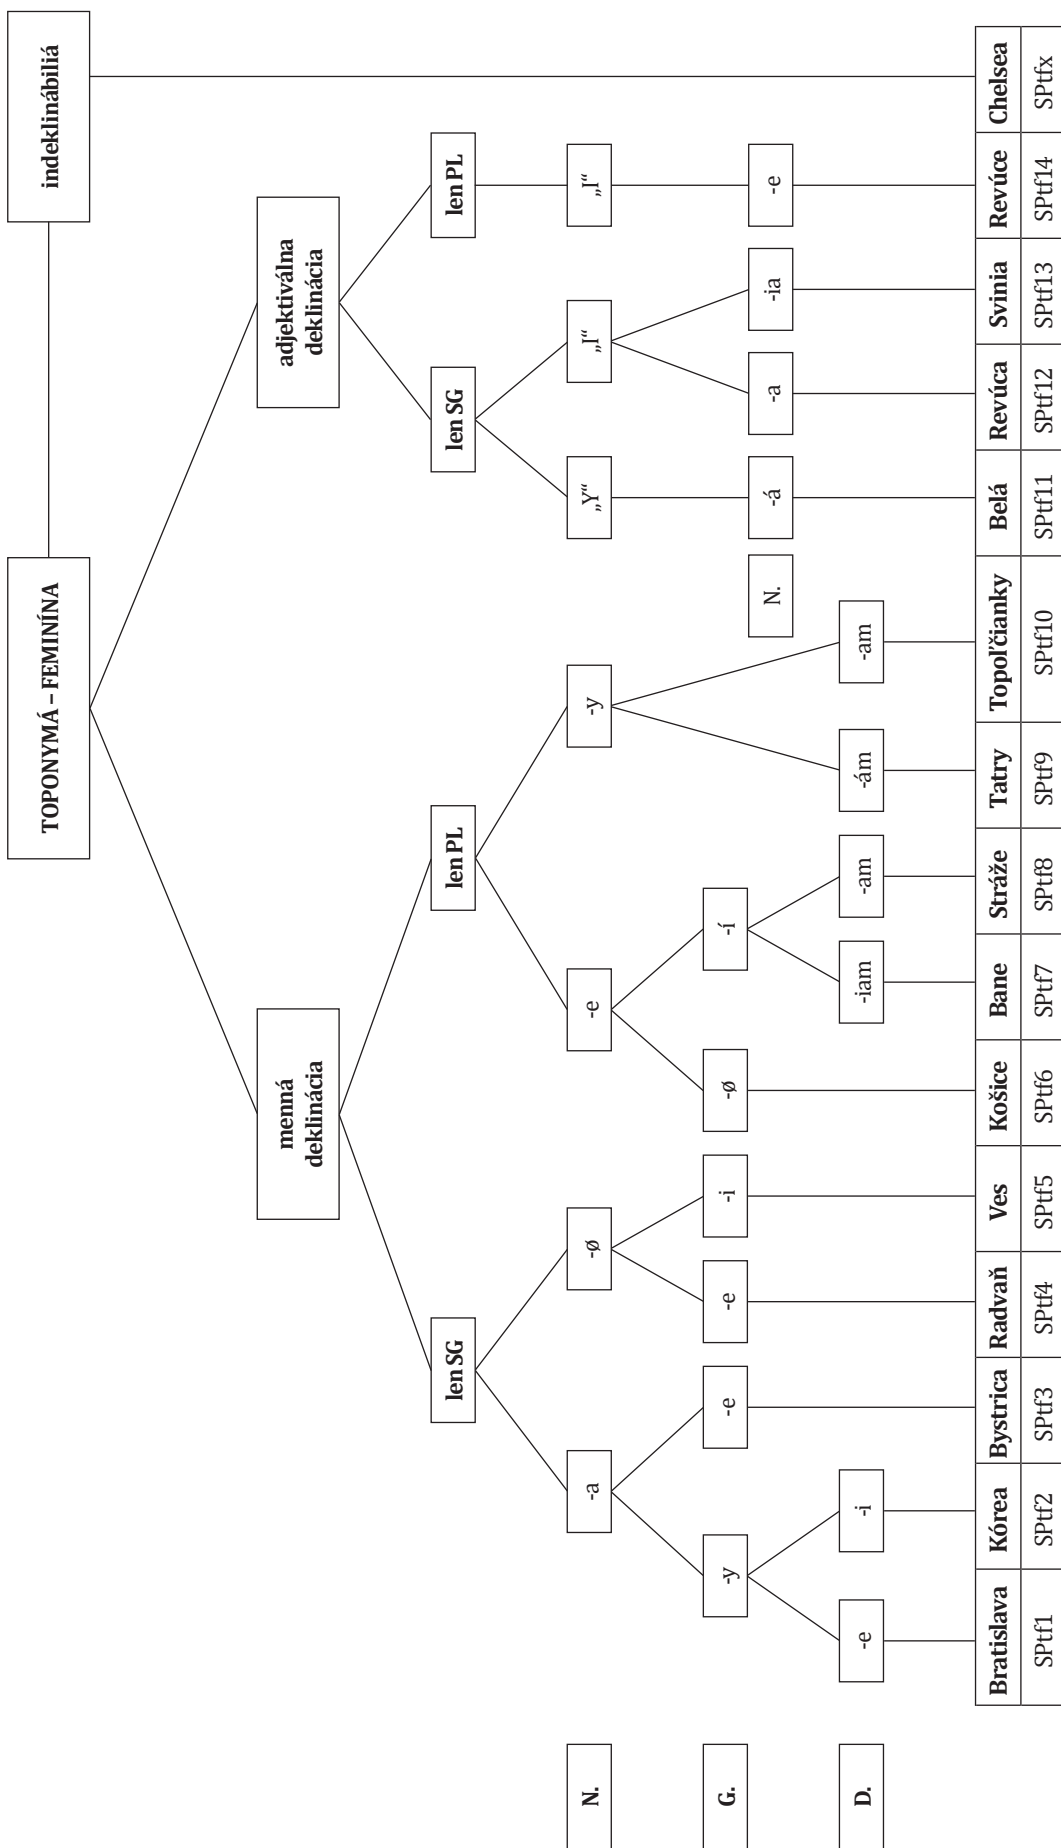 TOPONYMÁ – FEMINÍNA
indeklinábiliá
menná
deklinácia
adjektiválna
deklinácia
len SG
len PL
len SG
len PL
N.
-a
-ø
-e
-y
„Y“
„I“
„I“
G.
-y
-e
-e
-i
-ø
-í
N.
-á
-a
-ia
-e
D.
-e
-i
-iam
-am
-ám
-am
Bratislava Kórea Bystrica Radvaň Ves Košice Bane Stráže Tatry Topoľčianky Belá Revúca Svinia Revúce Chelsea
SPtf1 SPtf2 SPtf3 SPtf4 SPtf5 SPtf6 SPtf7 SPtf8 SPtf9 SPtf10 SPtf11 SPtf12 SPtf13 SPtf14 SPtfx